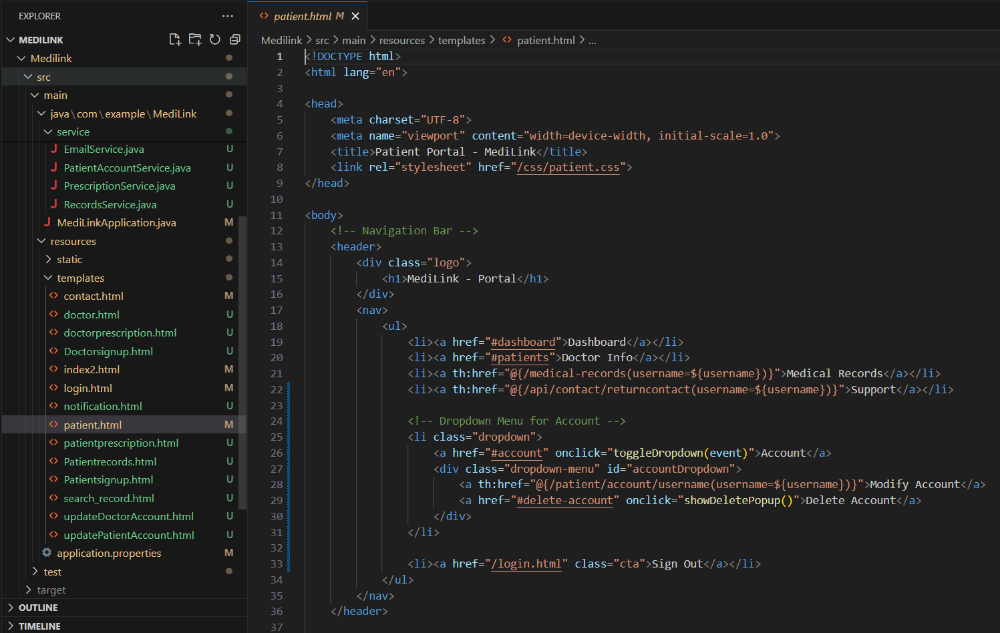 EXPLORER
···
MEDILINK
Medilink
src
main
java\com\example\MediLink
service
EmailService.java U
PatientAccountService.java U
PrescriptionService.java U
RecordsService.java U
MediLinkApplication.java M
resources
static
templates
contact.html M
doctor.html U
doctorprescription.html U
Doctorsignup.html U
index2.html M
login.html M
notification.html U
patient.html M
patientprescription.html U
Patientrecords.html U
Patientsignup.html U
search_record.html U
updateDoctorAccount.html U
updatePatientAccount.html U
application.properties M
test
target
OUTLINE
TIMELINE
patient.html M
Medilink > src > main > resources > templates > patient.html > ...
1 <!DOCTYPE html>
2 <html lang="en">
3
4 <head>
5 <meta charset="UTF-8">
6 <meta name="viewport" content="width=device-width, initial-scale=1.0">
7 <title>Patient Portal - MediLink</title>
8 <link rel="stylesheet" href="/css/patient.css">
9 </head>
10
11 <body>
12 <!-- Navigation Bar -->
13 <header>
14 <div class="logo">
15 <h1>MediLink - Portal</h1>
16 </div>
17 <nav>
18 <ul>
19 <li><a href="#dashboard">Dashboard</a></li>
20 <li><a href="#patients">Doctor Info</a></li>
21 <li><a th:href="@{/medical-records(username=${username})}">Medical Records</a></li>
22 <li><a th:href="@{/api/contact/returncontact(username=${username})}">Support</a></li>
23
24 <!-- Dropdown Menu for Account -->
25 <li class="dropdown">
26 <a href="#account" onclick="toggleDropdown(event)">Account</a>
27 <div class="dropdown-menu" id="accountDropdown">
28 <a th:href="@{/patient/account/username(username=${username})}">Modify Account</a>
29 <a href="#delete-account" onclick="showDeletePopup()">Delete Account</a>
30 </div>
31 </li>
32
33 <li><a href="/login.html" class="cta">Sign Out</a></li>
34 </ul>
35 </nav>
36 </header>
37